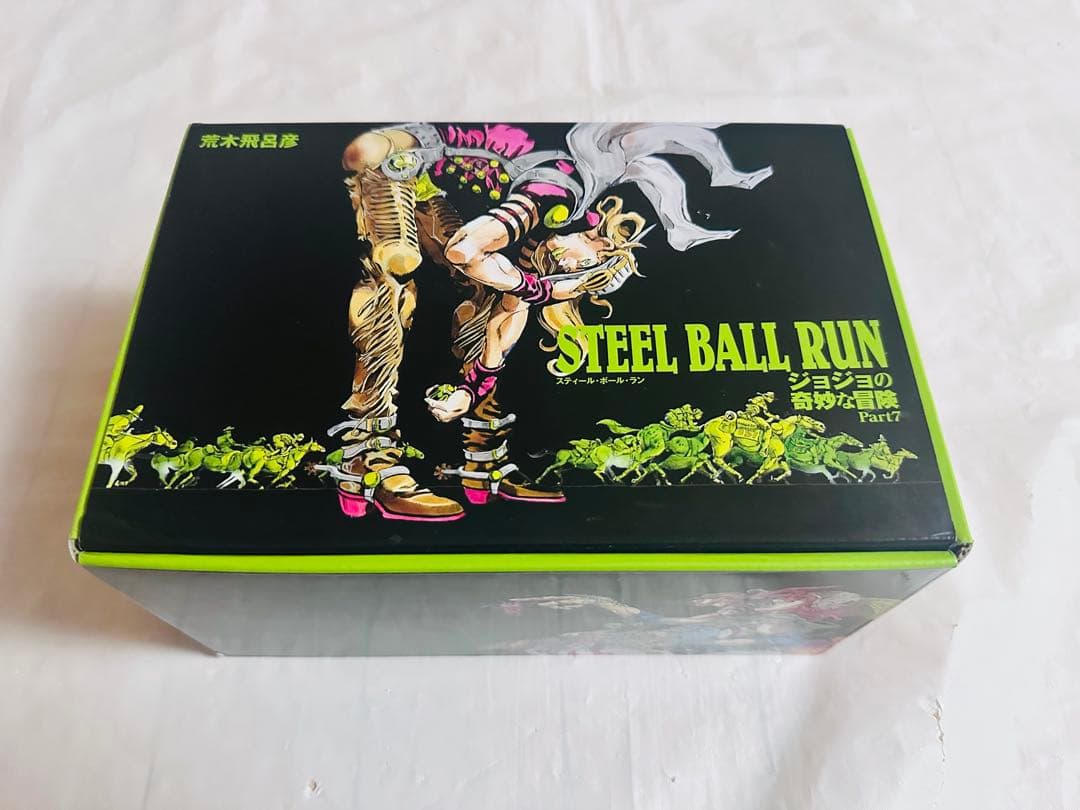 荒木飛呂彦
STEEL BALL RUN
スティール・ボール・ラン
ジョジョの
奇妙な冒険
Part7